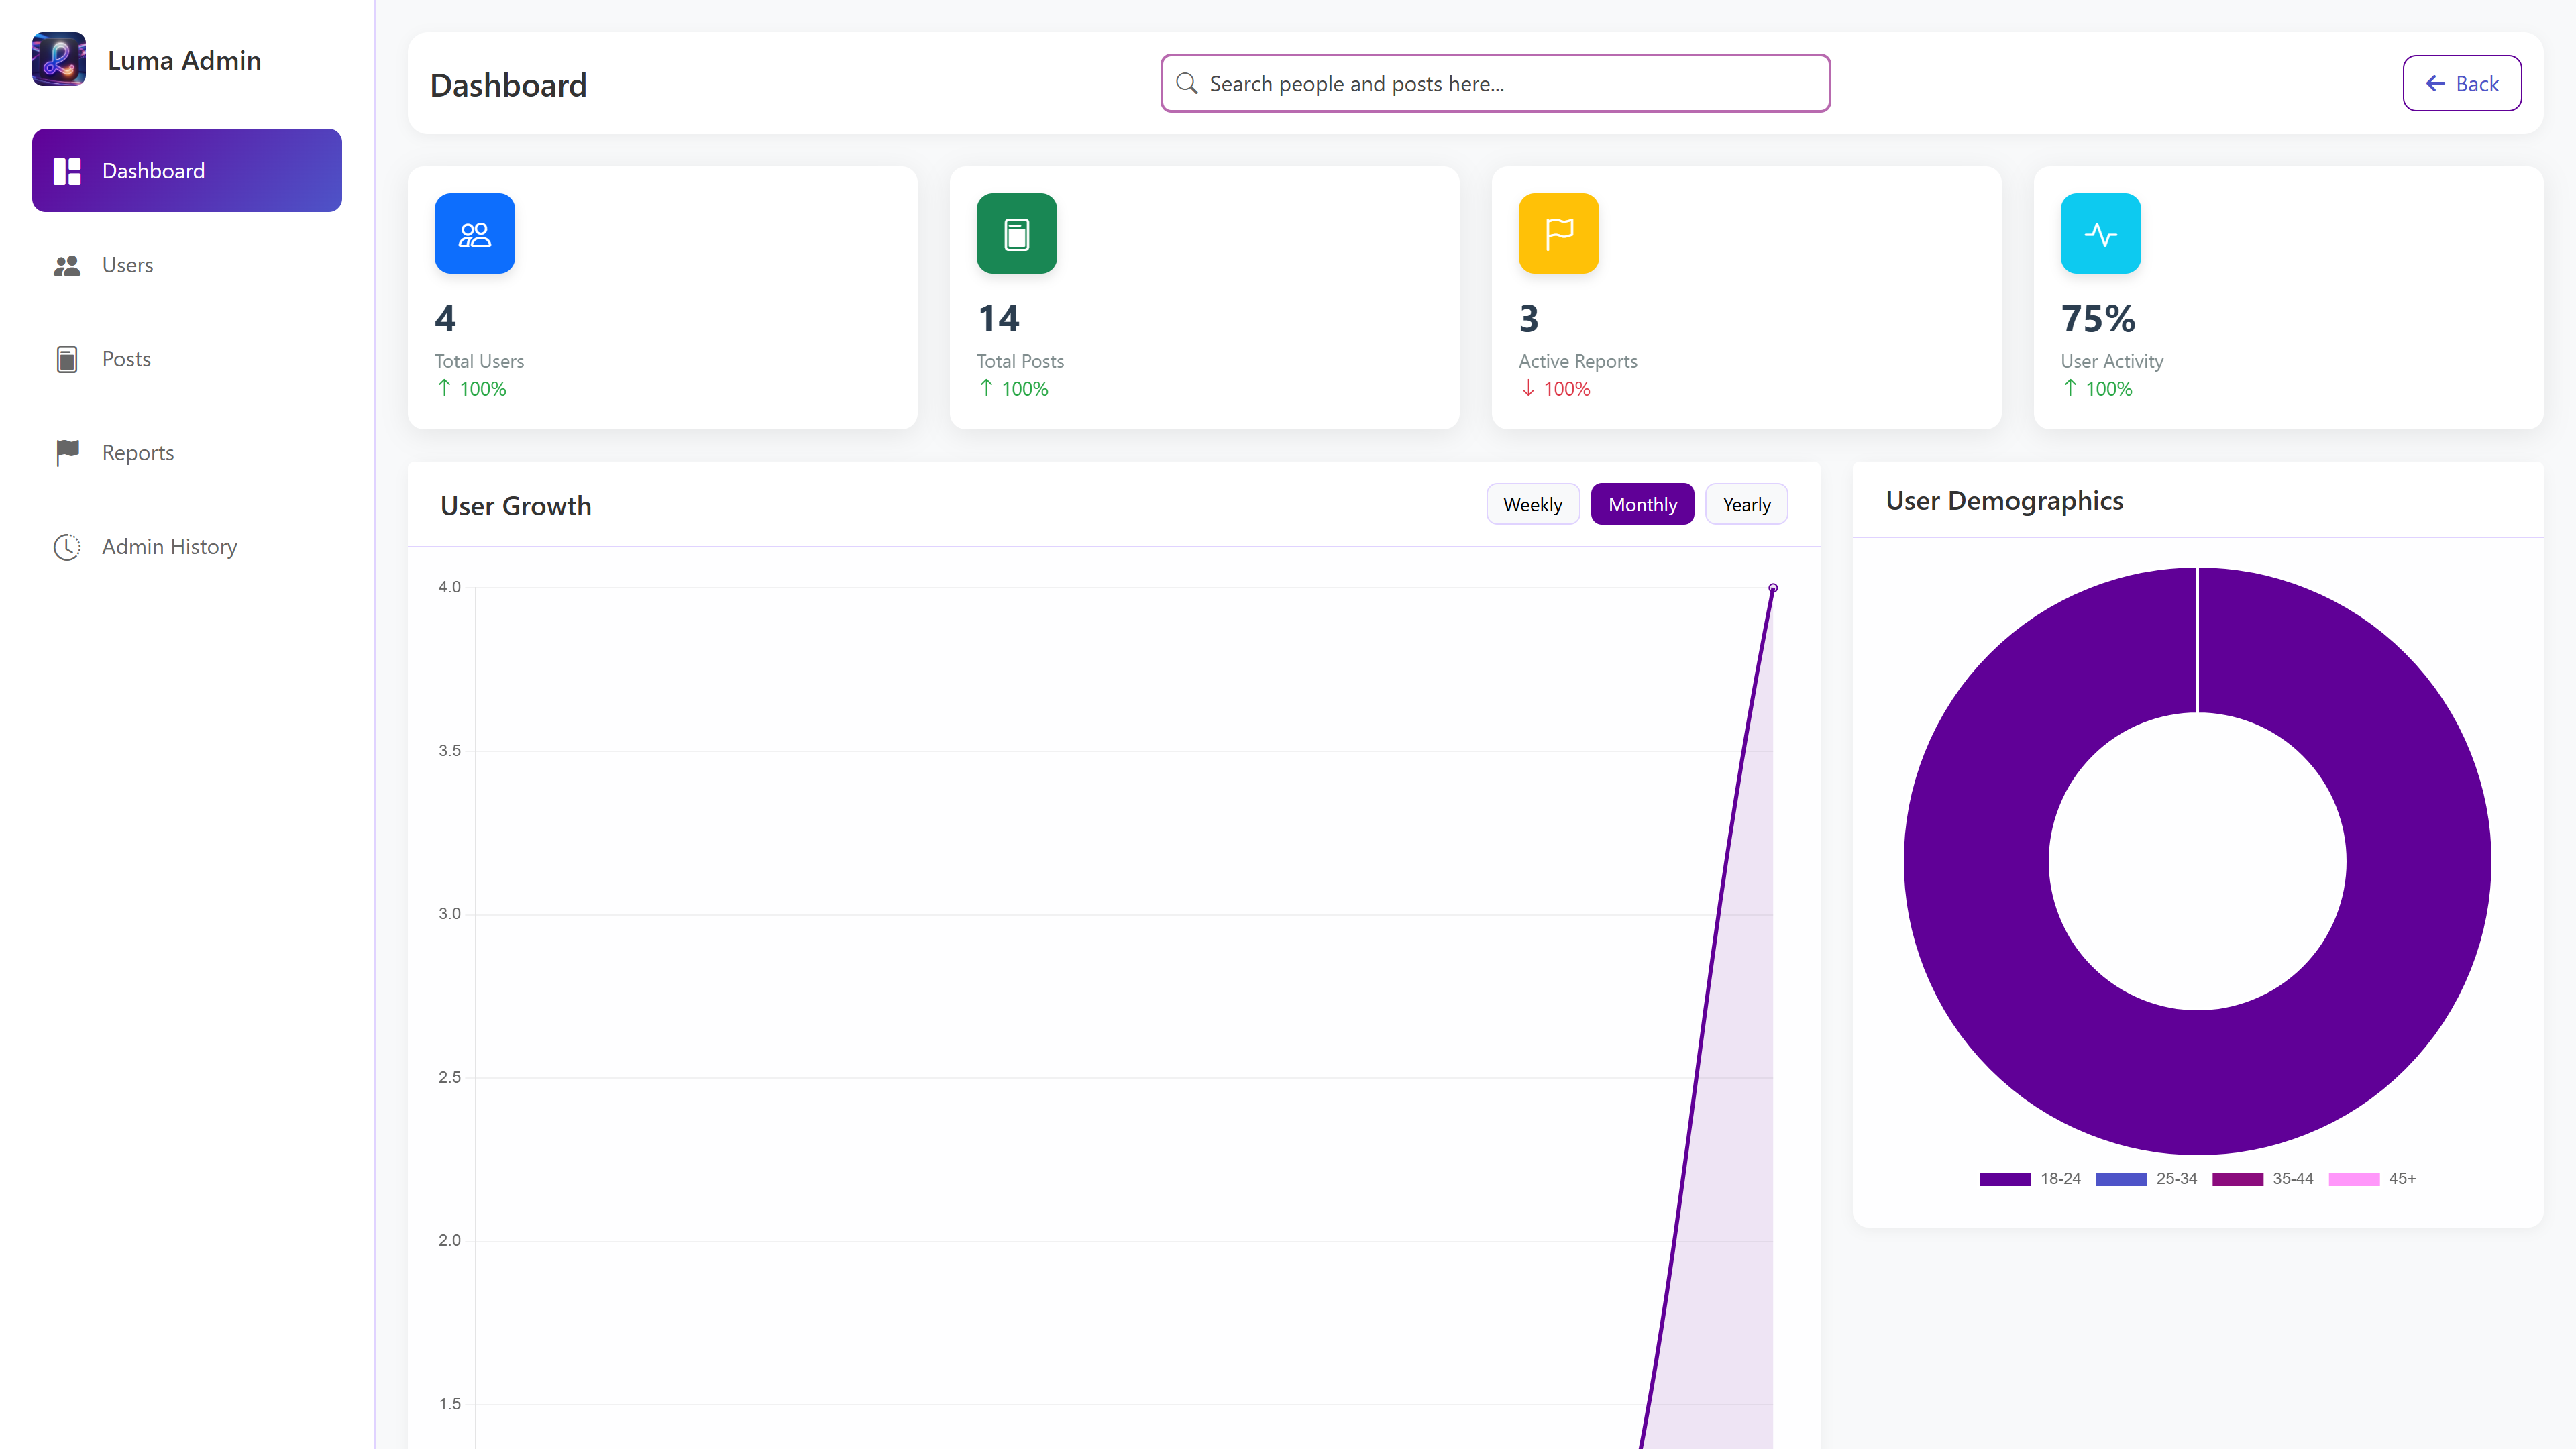 Luma Admin
Dashboard
Users
Posts
Reports
Admin History
Dashboard
Search people and posts here...
Back
4
Total Users
100%
14
Total Posts
100%
3
Active Reports
100%
75%
User Activity
100%
User Growth
Weekly Monthly Yearly
4.0
3.5
3.0
2.5
2.0
1.5
User Demographics
18-24 25-34 35-44 45+